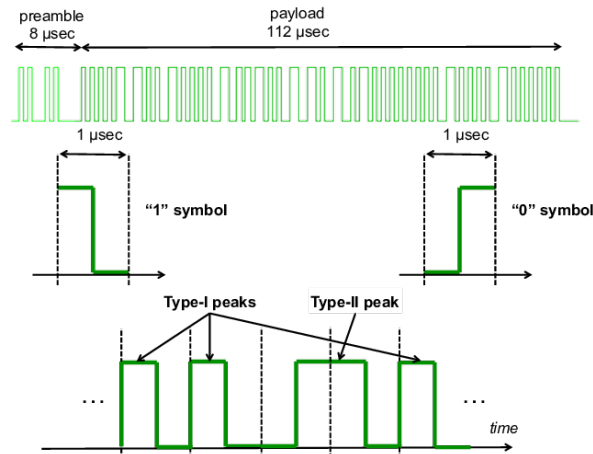 preamble
8 μsec
payload
112 μsec
1 μsec
1 μsec
“1” symbol
“0” symbol
Type-I peaks
Type-II peak
...
...
time